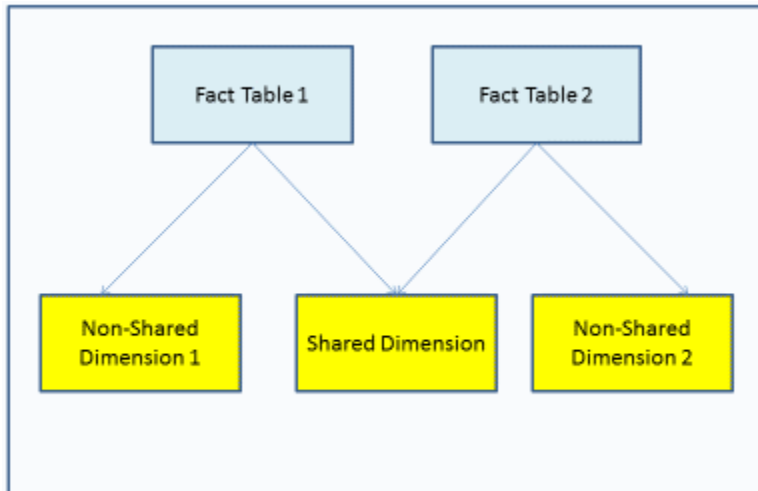 Fact Table 1
Fact Table 2
Non-Shared
Dimension 1
Shared Dimension
Non-Shared
Dimension 2